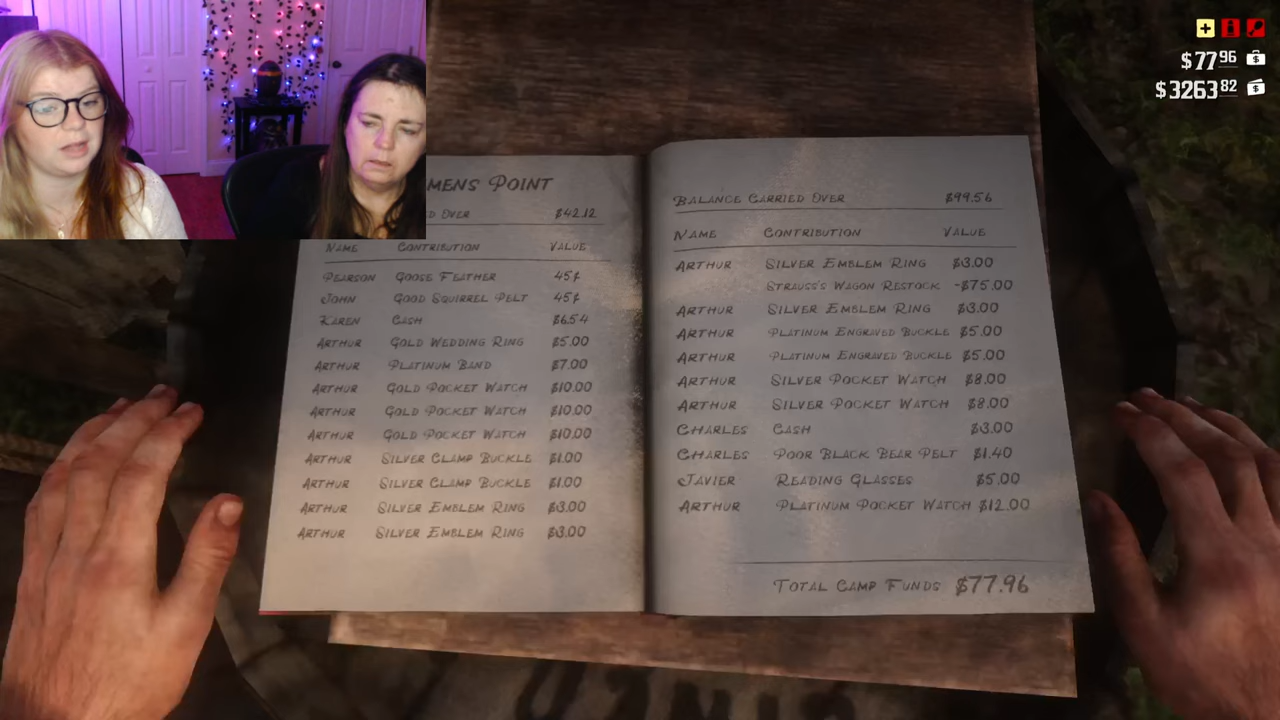 $77 96
$3263 82
MENS POINT
D OVER $42.12
NAME CONTRIBUTION VALUE
PEARSON GOOSE FEATHER 45¢
JOHN GOOD SQUIRREL PELT 45¢
KAREN CASH $6.54
ARTHUR GOLD WEDDING RING $5.00
ARTHUR PLATINUM BAND $7.00
ARTHUR GOLD POCKET WATCH $10.00
ARTHUR GOLD POCKET WATCH $10.00
ARTHUR GOLD POCKET WATCH $10.00
ARTHUR SILVER CLAMP BUCKLE $1.00
ARTHUR SILVER CLAMP BUCKLE $1.00
ARTHUR SILVER EMBLEM RING $3.00
ARTHUR SILVER EMBLEM RING $3.00
BALANCE CARRIED OVER $99.56
NAME CONTRIBUTION VALUE
ARTHUR SILVER EMBLEM RING $3.00
STRAUSS'S WAGON RESTOCK -$75.00
ARTHUR SILVER EMBLEM RING $3.00
ARTHUR PLATINUM ENGRAVED BUCKLE $5.00
ARTHUR PLATINUM ENGRAVED BUCKLE $5.00
ARTHUR SILVER POCKET WATCH $8.00
ARTHUR SILVER POCKET WATCH $8.00
CHARLES CASH $3.00
CHARLES POOR BLACK BEAR PELT $1.40
JAVIER READING GLASSES $5.00
ARTHUR PLATINUM POCKET WATCH $12.00
TOTAL CAMP FUNDS $77.96